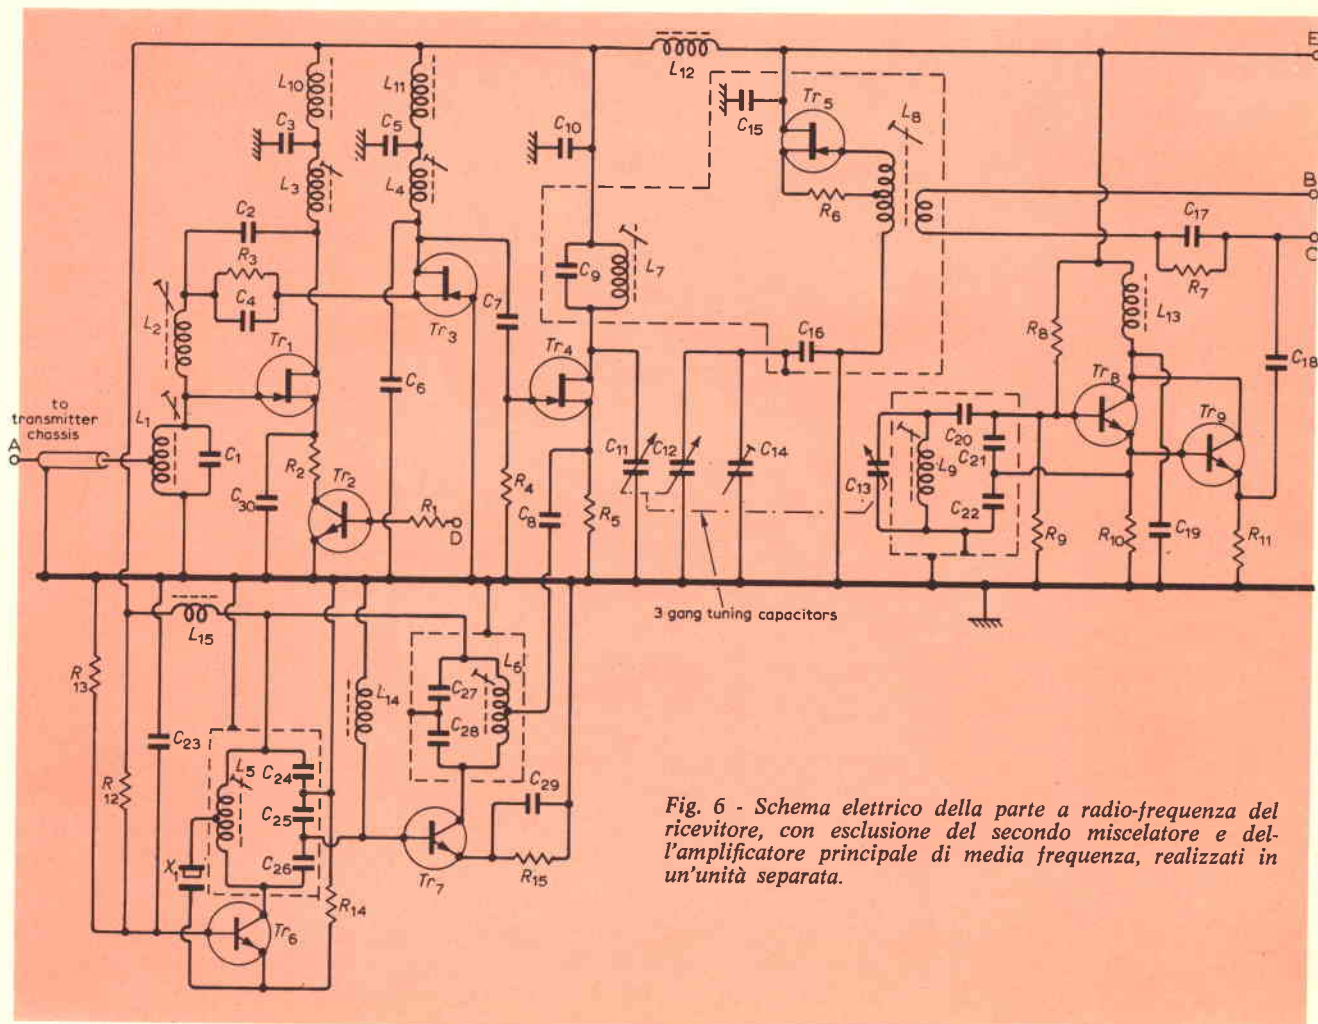 E
L12
L10
L11
Tr5
C3
C5
C10
C15
L8
L3
L4
B
C2
R6
C17
R3
C9
L7
C
C4
C7
R7
L2
Tr3
L13
Tr1
C16
R8
C18
Tr4
C6
Tr8
to
transmitter
chassis
L1
Tr9
A
C1
R2
C11
C12
C14
C20
C21
L9
C13
R4
Tr2
C30
R1
D
C8
R5
C22
R9
R10
C19
R11
3 gang tuning capacitors
L15
L6
R13
L14
C27
C28
C23
R12
L5
C24
C29
C25
X1
C26
Tr7
R15
R14
Tr6
Fig. 6 - Schema elettrico della parte a radio-frequenza del
ricevitore, con esclusione del secondo miscelatore e del-
l'amplificatore principale di media frequenza, realizzati in
un'unità separata.